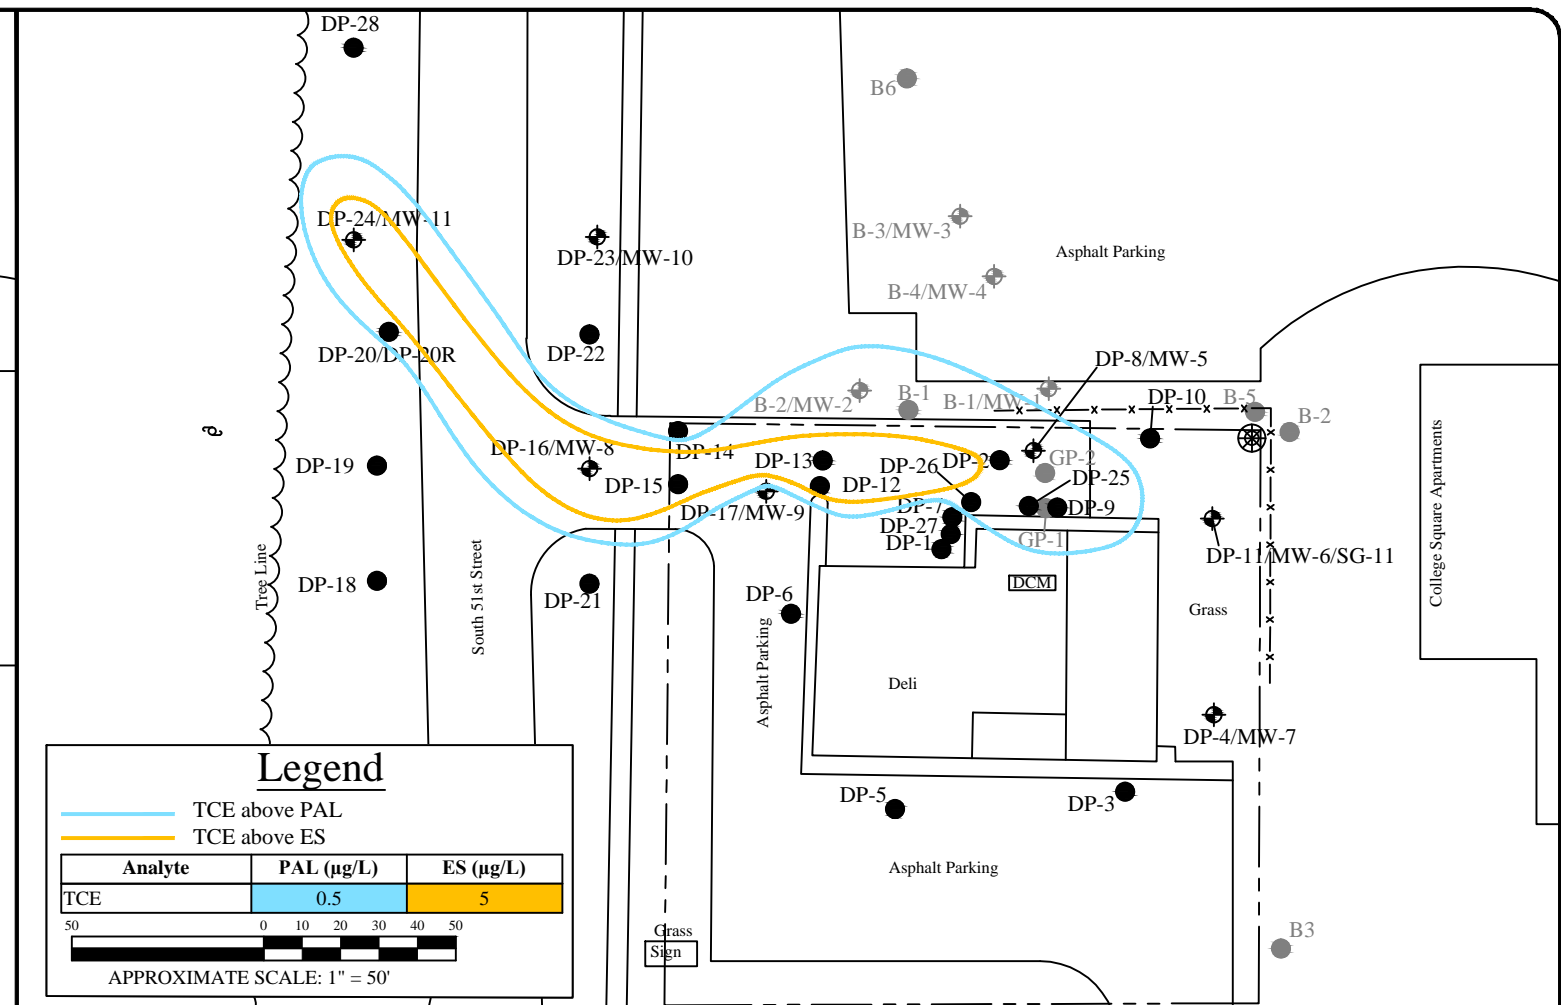 DP-28
B6
DP-24/MW-11
B-3/MW-3
Asphalt Parking
DP-23/MW-10
B-4/MW-4
DP-20/DP-20R
DP-22
DP-8/MW-5
B-2/MW-2
B-1
B-1/MW-1
DP-10
B-5
B-2
DP-16/MW-8
DP-14
DP-13
DP-26
DP-2
GP-2
DP-19
DP-15
DP-12
DP-25
DP-17/MW-9
DP-7
DP-9
DP-27
DP-1
GP-1
DP-11/MW-6/SG-11
College Square Apartments
Tree Line
South 51st Street
DP-18
DP-21
DP-6
DCM
Grass
Asphalt Parking
Deli
DP-4/MW-7
DP-5
DP-3
Asphalt Parking
Grass
Sign
B3
Legend
TCE above PAL
TCE above ES
Analyte PAL (µg/L) ES (µg/L)
TCE 0.5 5
50 0 10 20 30 40 50
APPROXIMATE SCALE: 1" = 50'